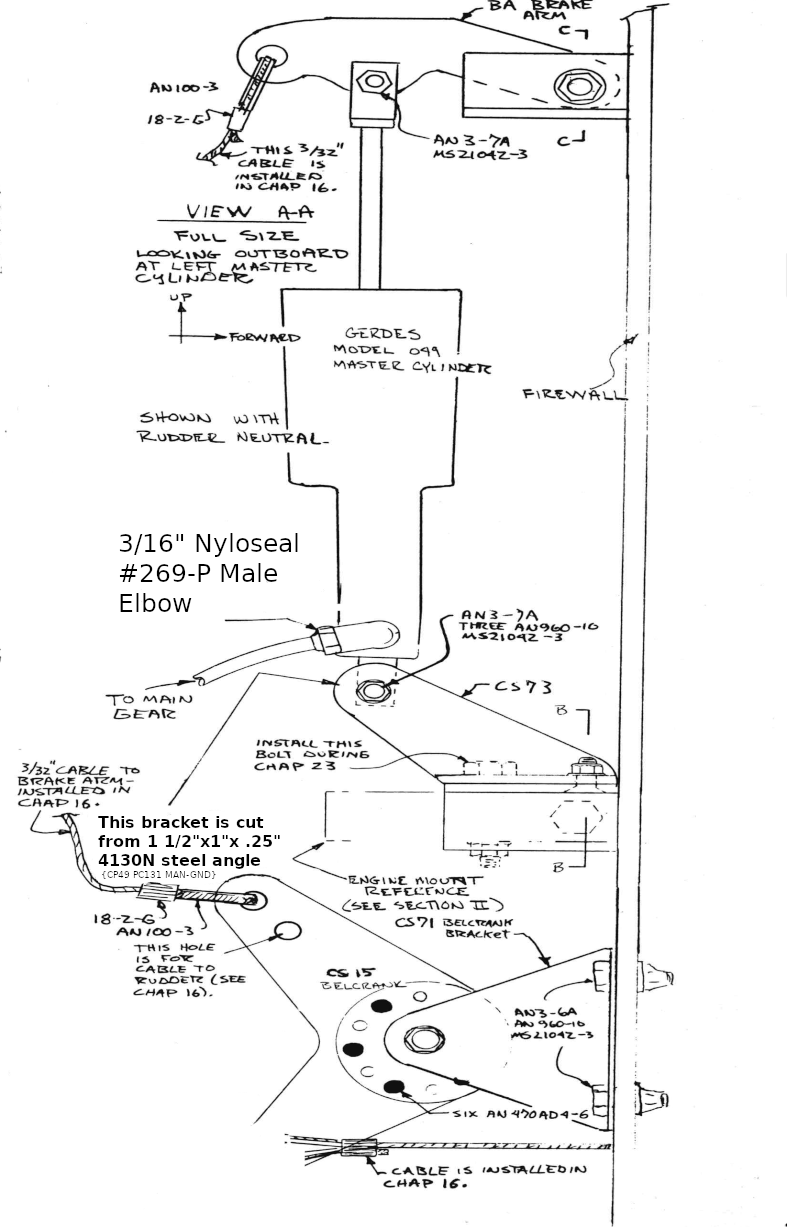 BA BRAKE
ARM
C
AN100-3
18-2-G
THIS 3/32"
CABLE IS
INSTALLED
IN CHAP 16.
AN3-7A
MS21042-3
C
VIEW A-A
FULL SIZE
LOOKING OUTBOARD
AT LEFT MASTER
CYLINDER
UP
FORWARD
GERDES
MODEL 099
MASTER CYLINDER
FIREWALL
SHOWN WITH
RUDDER NEUTRAL.
3/16" Nyloseal
#269-P Male
Elbow
AN3-7A
THREE AN960-10
MS21042-3
TO MAIN
GEAR
CS73
B
INSTALL THIS
BOLT DURING
CHAP 23
3/32" CABLE TO
BRAKE ARM-
INSTALLED IN
CHAP 16.
This bracket is cut
from 1 1/2"x1"x .25"
4130N steel angle
{CP49 PC131 MAN-GND}
B
ENGINE MOUNT
REFERENCE
(SEE SECTION II)
18-2-G
AN100-3
CS71 BELCRANK
BRACKET
THIS HOLE
IS FOR
CABLE TO
RUDDER (SEE
CHAP 16).
CS15
BELCRANK
AN3-6A
AN960-10
MS21042-3
SIX AN470AD4-6
CABLE IS INSTALLED IN
CHAP 16.